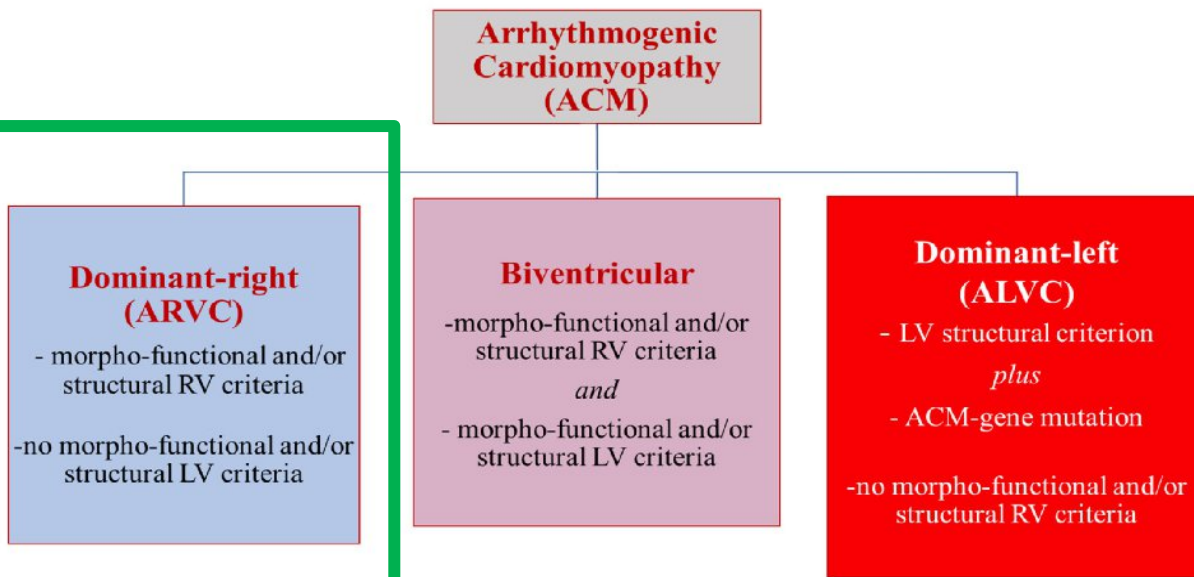 Arrhythmogenic
Cardiomyopathy
(ACM)
Dominant-right
(ARVC)
- morpho-functional and/or
structural RV criteria
-no morpho-functional and/or
structural LV criteria
Biventricular
-morpho-functional and/or
structural RV criteria
and
- morpho-functional and/or
structural LV criteria
Dominant-left
(ALVC)
- LV structural criterion
plus
- ACM-gene mutation
-no morpho-functional and/or
structural RV criteria